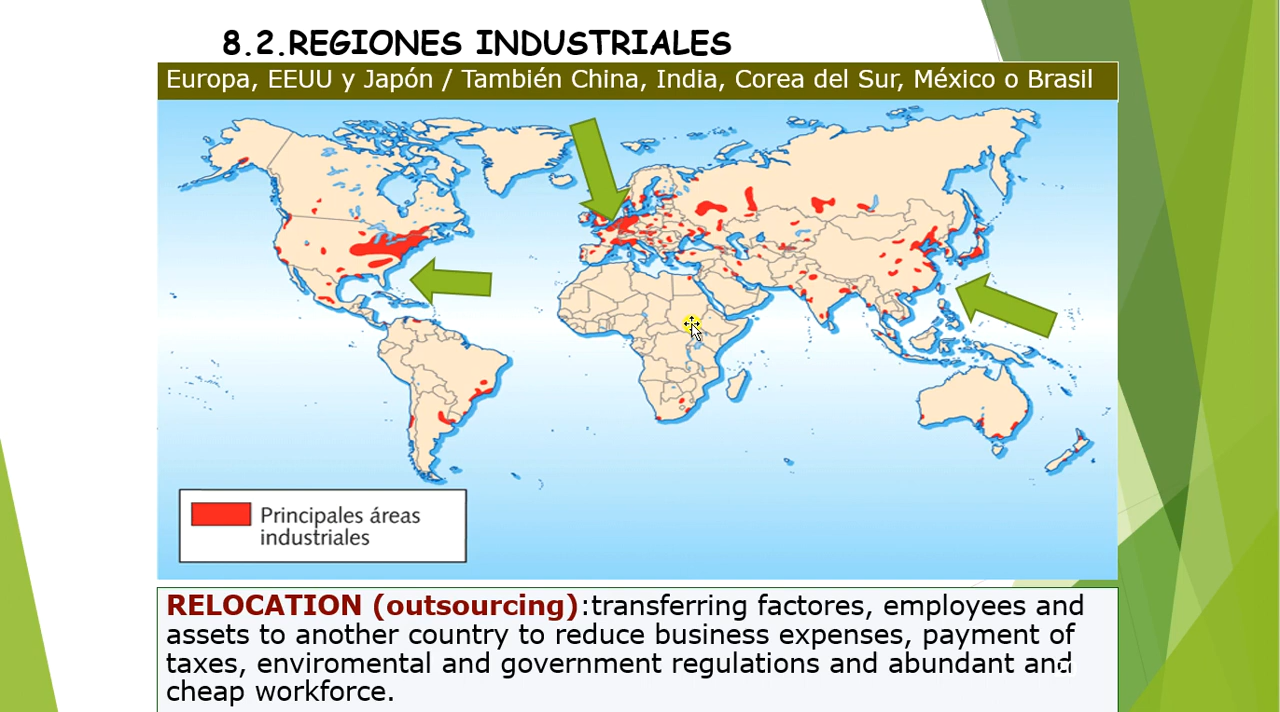 8.2.REGIONES INDUSTRIALES
Europa, EEUU y Japón / También China, India, Corea del Sur, México o Brasil
Principales áreas
industriales
RELOCATION (outsourcing):transferring factores, employees and
assets to another country to reduce business expenses, payment of
taxes, enviromental and government regulations and abundant and
cheap workforce.